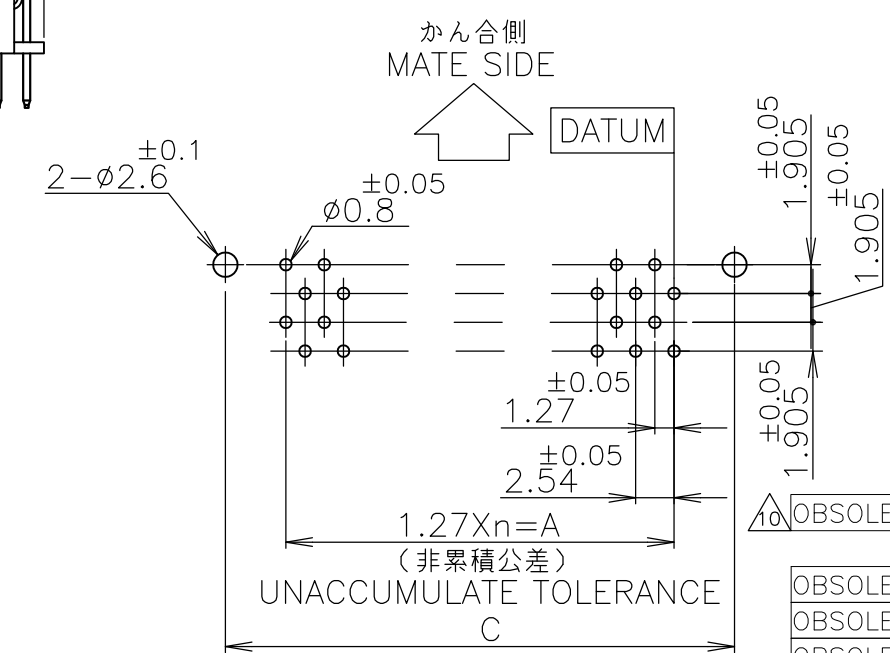 かん合側
MATE SIDE
DATUM
±0.1
2-φ2.6
±0.05
φ0.8
±0.05
1.905
±0.05
1.905
±0.05
1.27
±0.05
2.54
±0.05
1.905
1.27Xn=A
(非累積公差)
UNACCUMULATE TOLERANCE
C
10
OBSOLE
OBSOLE
OBSOLE
OBSOLE